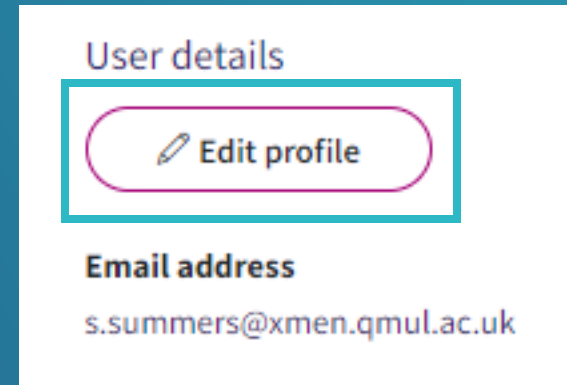 User details
Edit profile
Email address
s.summers@xmen.qmul.ac.uk